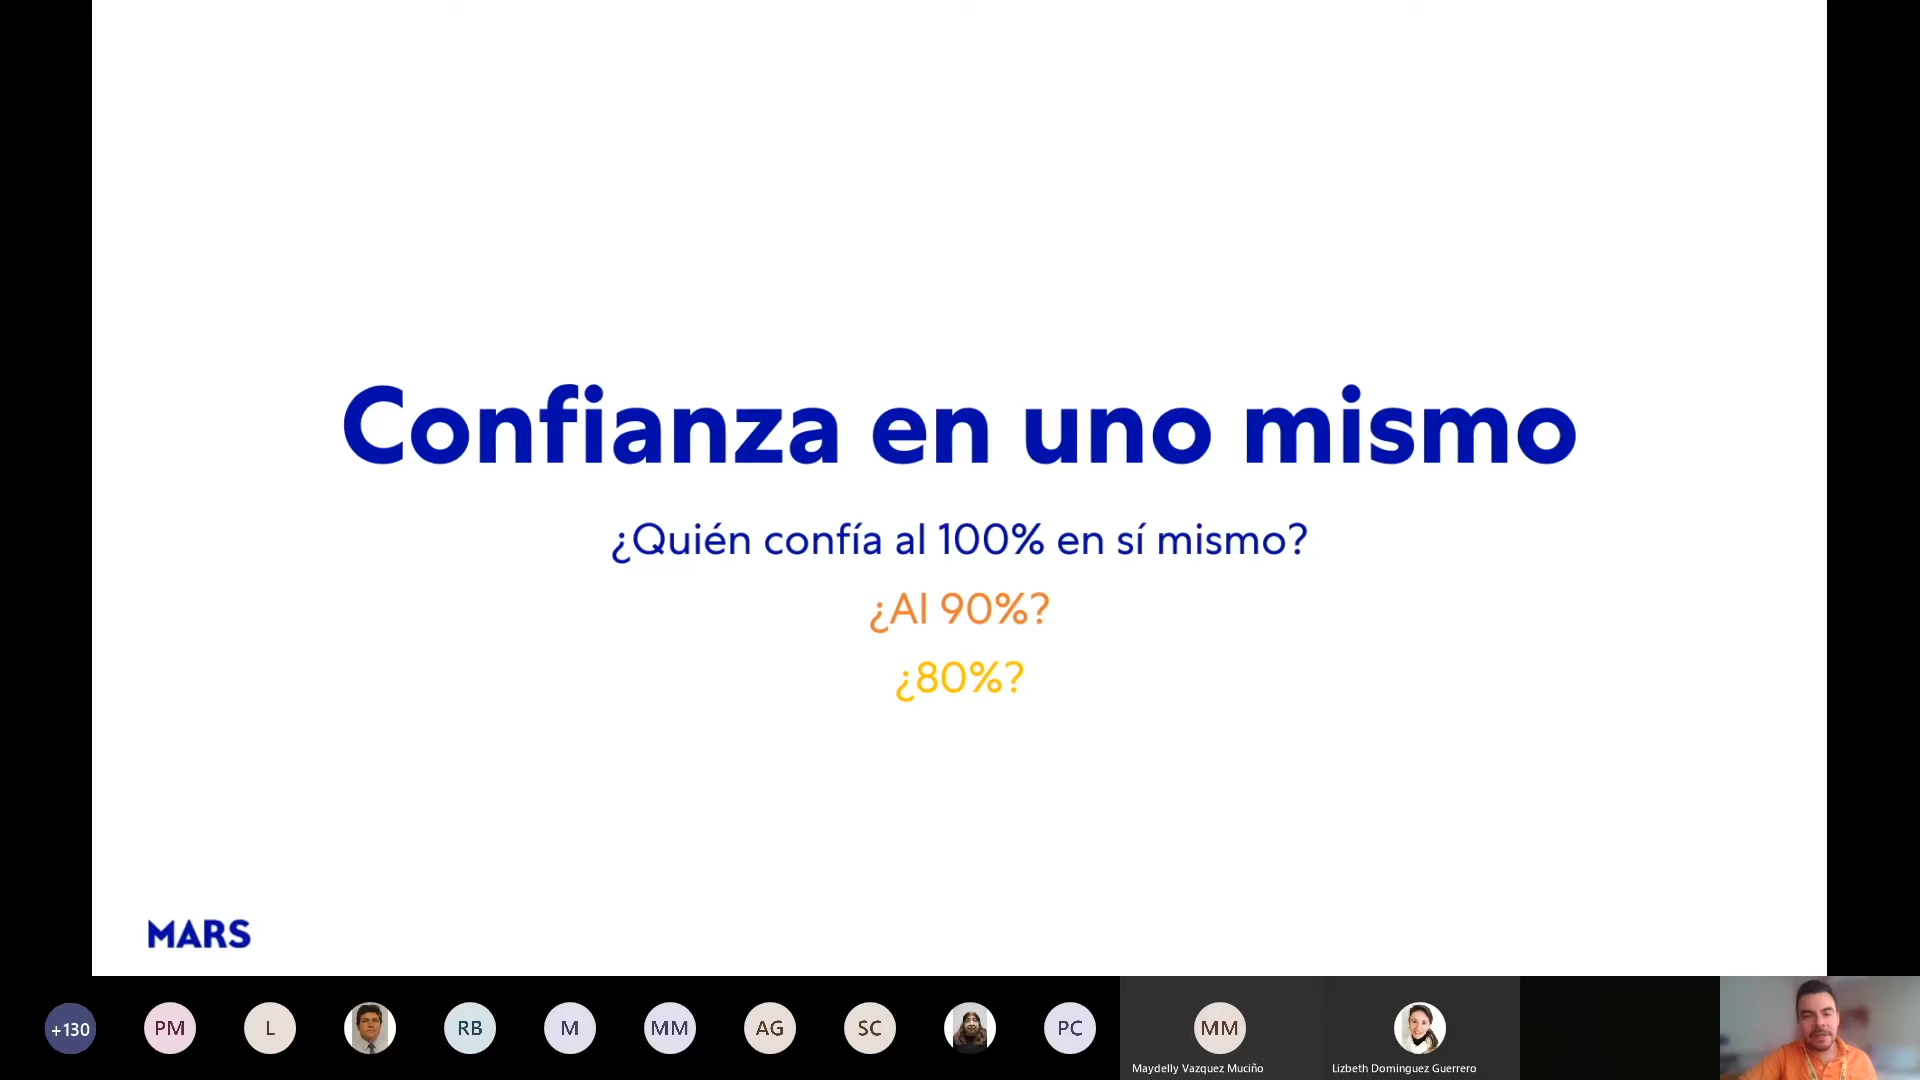 Confianza en uno mismo
¿Quién confía al 100% en sí mismo?
¿Al 90%?
¿80%?
MARS
+130
PM
L
RB
M
MM
AG
SC
PC
MM
Maydelly Vazquez Muciño
Lizbeth Dominguez Guerrero